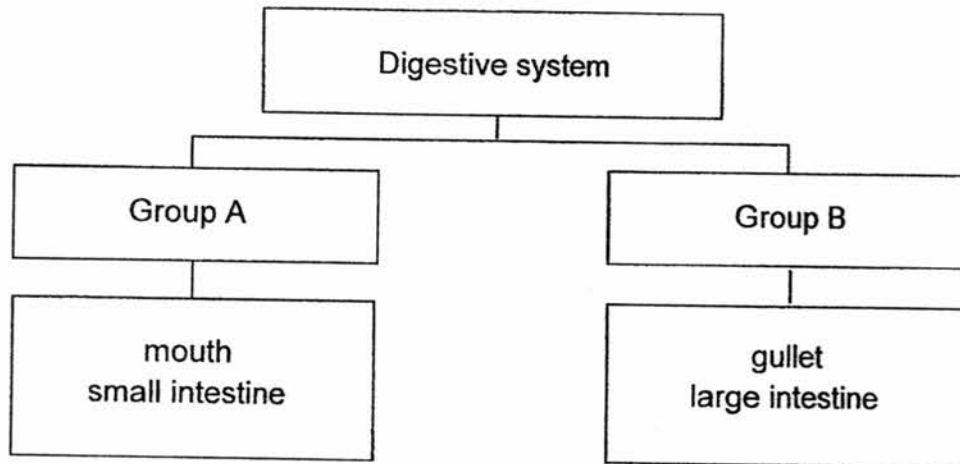 Digestive system
Group A
Group B
mouth
small intestine
gullet
large intestine